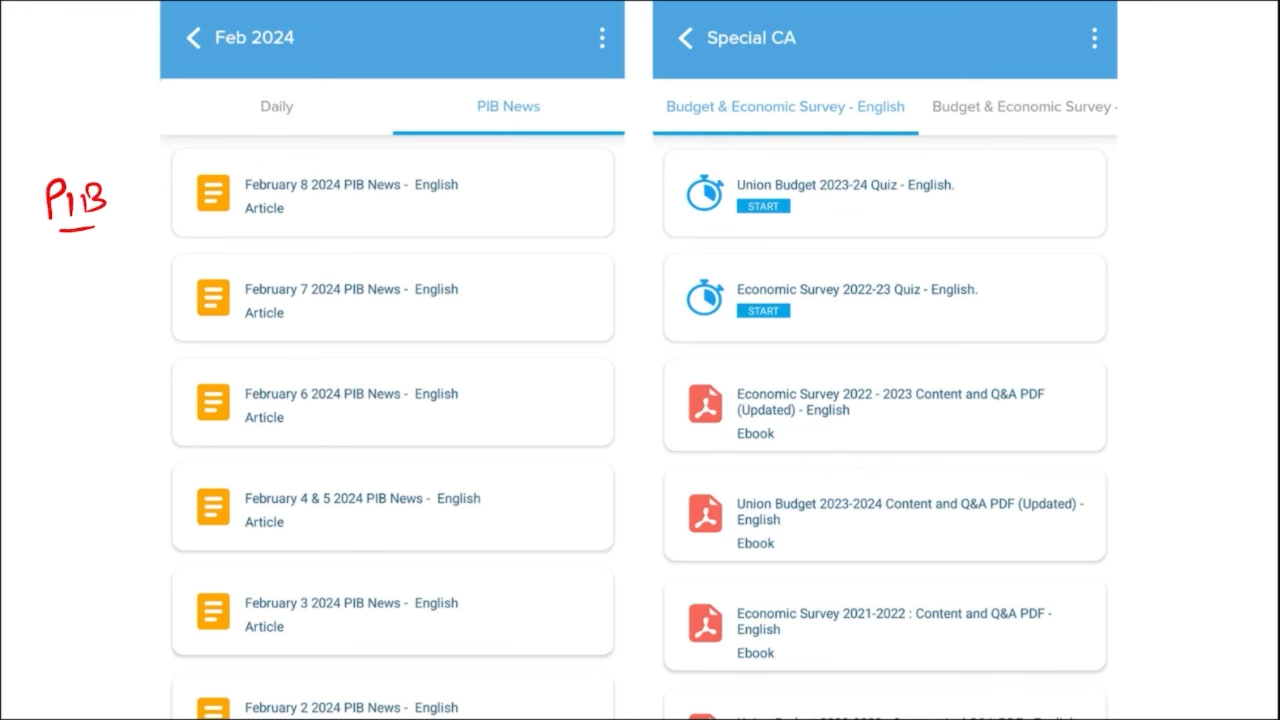 PIB
Feb 2024
Daily
PIB News
February 8 2024 PIB News - English
Article
February 7 2024 PIB News - English
Article
February 6 2024 PIB News - English
Article
February 4 & 5 2024 PIB News - English
Article
February 3 2024 PIB News - English
Article
February 2 2024 PIB News - English
Special CA
Budget & Economic Survey - English
Budget & Economic Survey -
Union Budget 2023-24 Quiz - English.
START
Economic Survey 2022-23 Quiz - English.
START
Economic Survey 2022 - 2023 Content and Q&A PDF
(Updated) - English
Ebook
Union Budget 2023-2024 Content and Q&A PDF (Updated) -
English
Ebook
Economic Survey 2021-2022 : Content and Q&A PDF -
English
Ebook